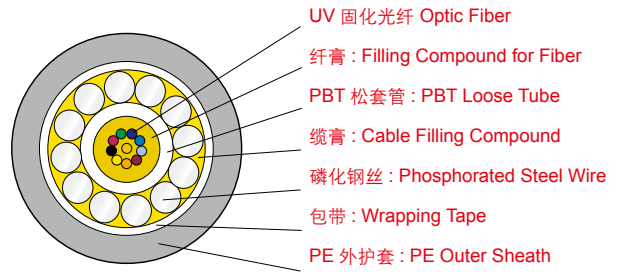 UV 固化光纤 Optic Fiber
纤膏 : Filling Compound for Fiber
PBT 松套管 : PBT Loose Tube
缆膏 : Cable Filling Compound
磷化钢丝 : Phosphorated Steel Wire
包带 : Wrapping Tape
PE 外护套 : PE Outer Sheath